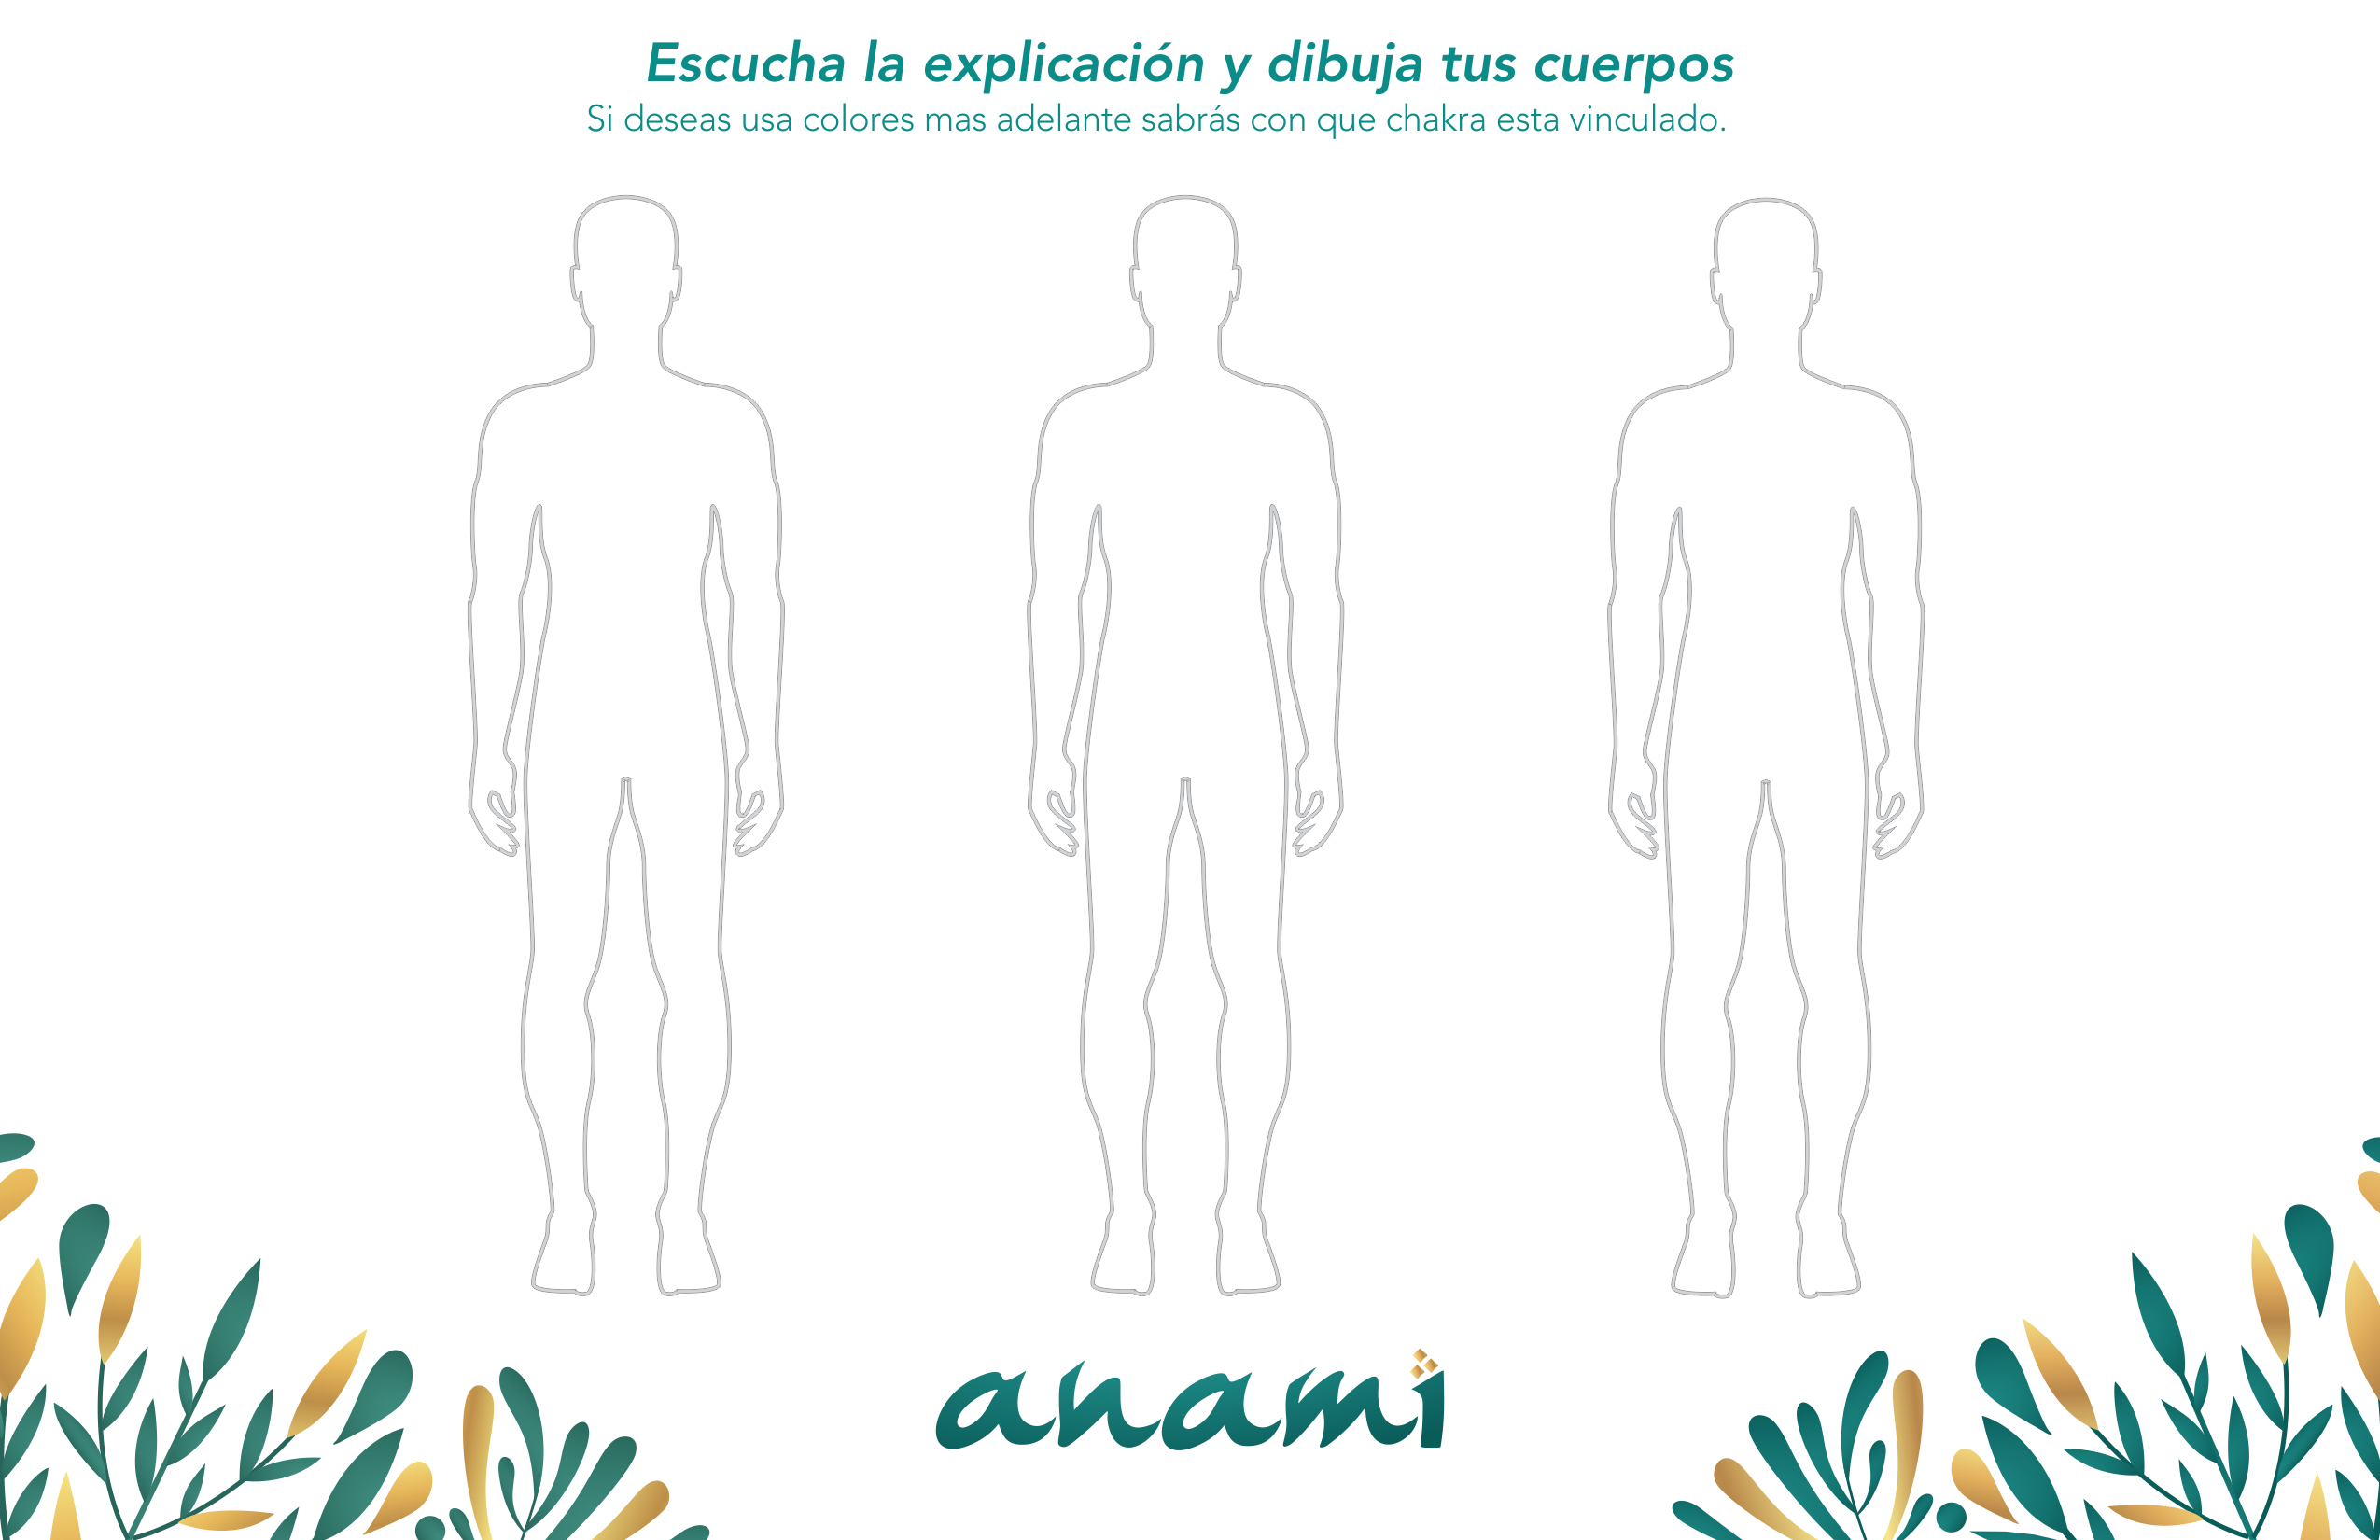 Escucha la explicación y dibuja tus cuerpos
Si deseas usa colores mas adelante sabrás con que chakra esta vinculado.
anami